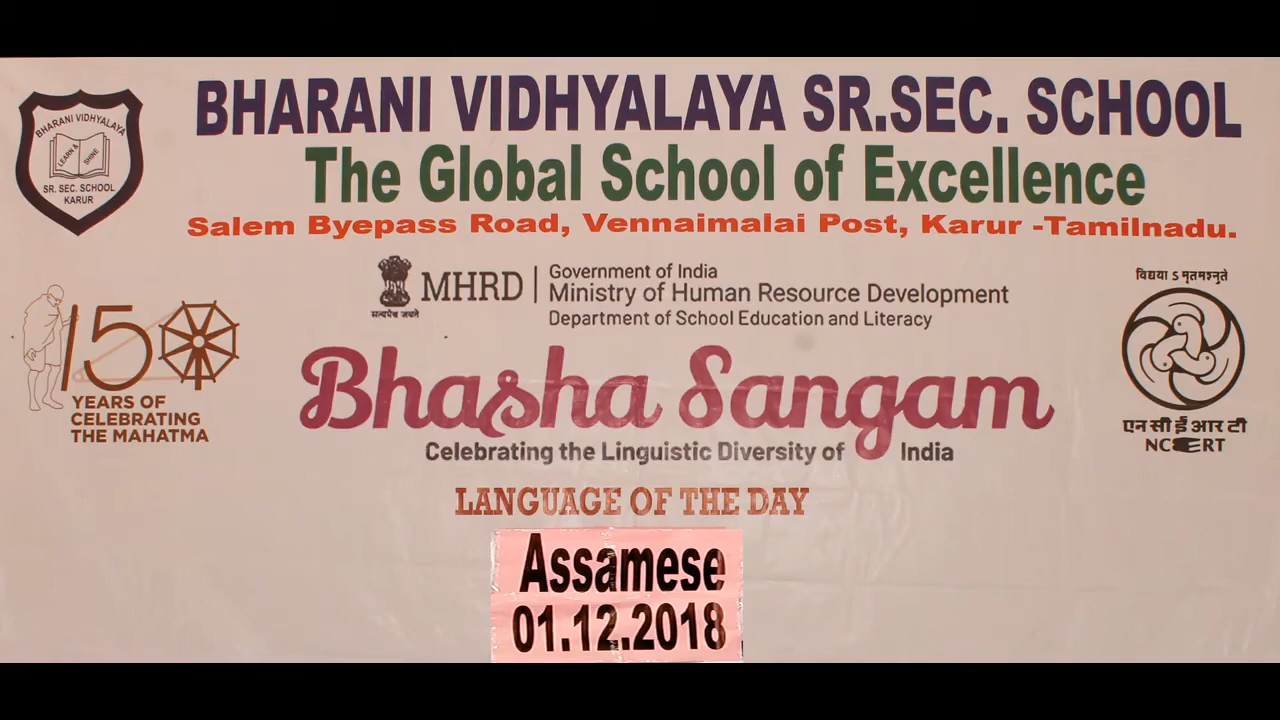 BHARANI VIDHYALAYA SR.SEC. SCHOOL
The Global School of Excellence
Salem Byepass Road, Vennaimalai Post, Karur -Tamilnadu.
BHARANI VIDHYALAYA
LEARN &
SHINE
SR. SEC. SCHOOL
KARUR
सत्यमेव जयते
MHRD
Government of India
Ministry of Human Resource Development
Department of School Education and Literacy
150
YEARS OF
CELEBRATING
THE MAHATMA
Bhasha Sangam
Celebrating the Linguistic Diversity of India
विद्यया ऽ मृतमश्नुते
एन सी ई आर टी
NCERT
LANGUAGE OF THE DAY
Assamese
01.12.2018